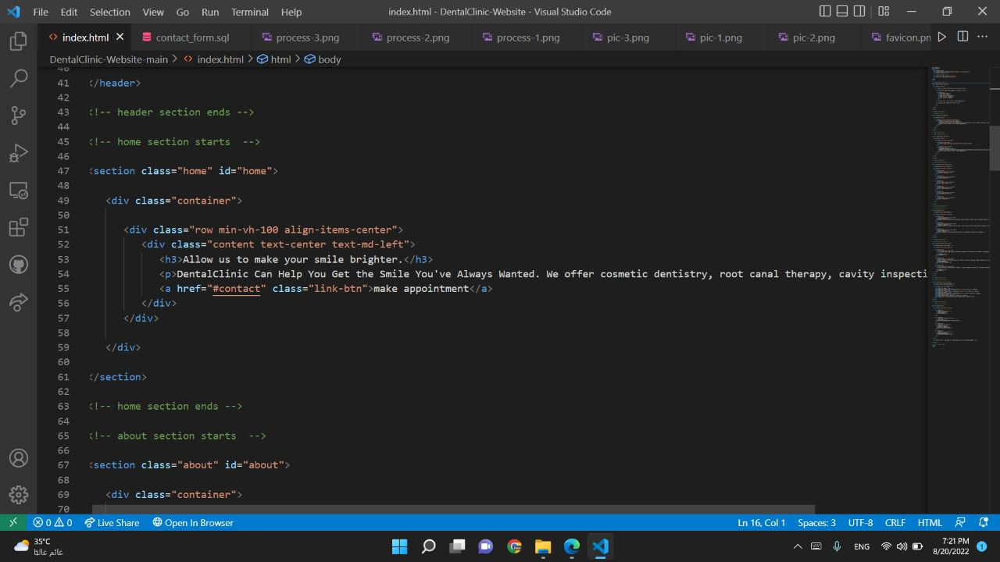 File Edit Selection View Go Run Terminal Help index.html - DentalClinic-Website - Visual Studio Code
index.html contact_form.sql process-3.png process-2.png process-1.png pic-3.png pic-1.png pic-2.png favicon.pn
DentalClinic-Website-main > index.html > html > body
40
41 </header>
42
43 <!-- header section ends -->
44
45 <!-- home section starts  -->
46
47 <section class="home" id="home">
48
49 <div class="container">
50
51 <div class="row min-vh-100 align-items-center">
52 <div class="content text-center text-md-left">
53 <h3>Allow us to make your smile brighter.</h3>
54 <p>DentalClinic Can Help You Get the Smile You've Always Wanted. We offer cosmetic dentistry, root canal therapy, cavity inspecti
55 <a href="#contact" class="link-btn">make appointment</a>
56 </div>
57 </div>
58
59 </div>
60
61 </section>
62
63 <!-- home section ends -->
64
65 <!-- about section starts  -->
66
67 <section class="about" id="about">
68
69 <div class="container">
70
0 0 Live Share Open In Browser Ln 16, Col 1 Spaces: 3 UTF-8 CRLF HTML
35°C
غائم غالبًا
ENG
7:21 PM
8/20/2022
1